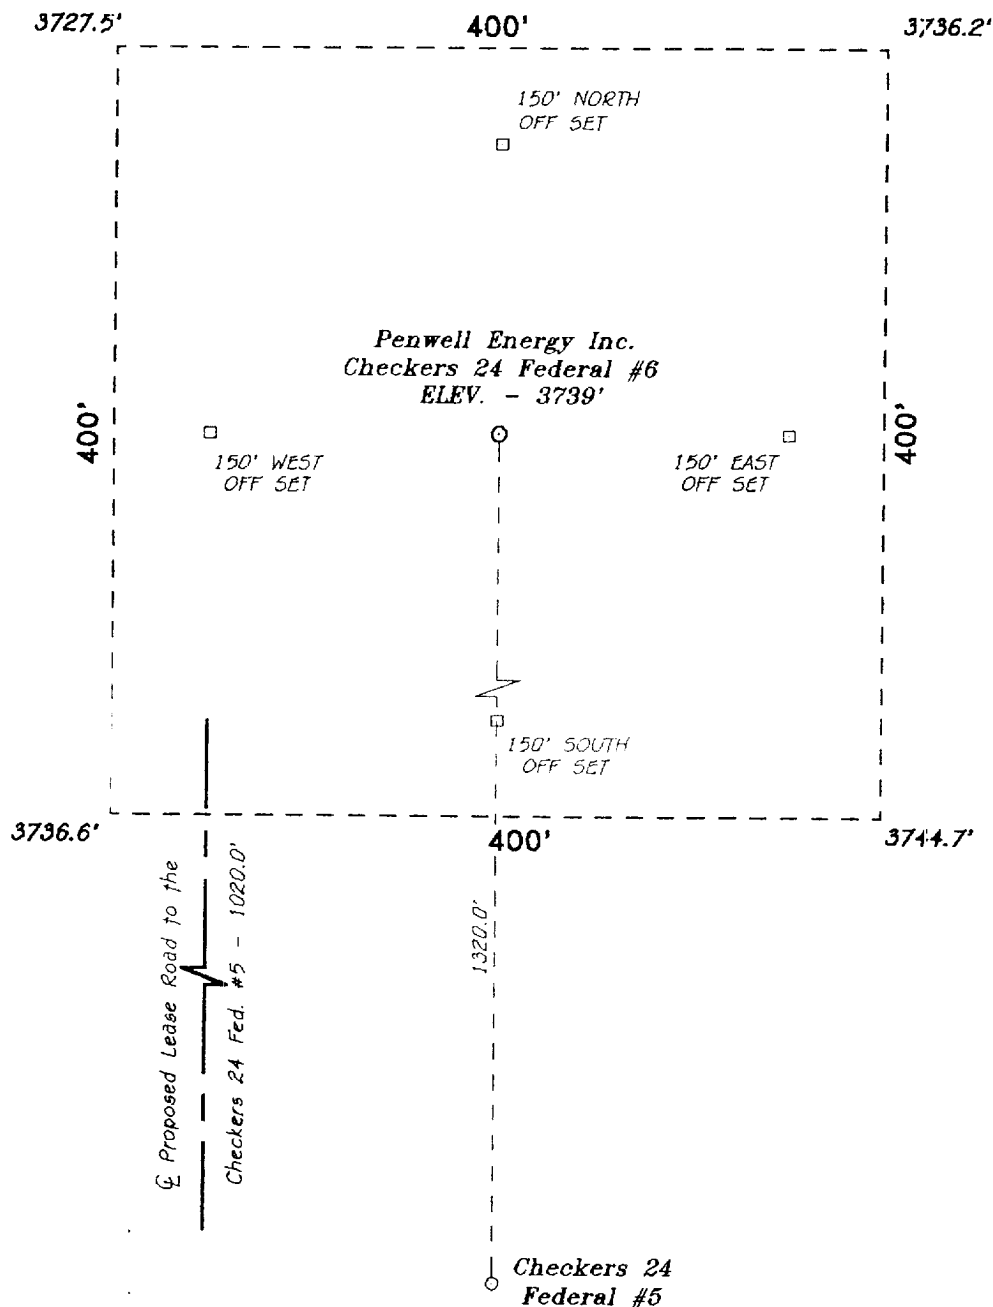 3727.5'
400'
3736.2'
150' NORTH
OFF SET
Penwell Energy Inc.
Checkers 24 Federal #6
ELEV. - 3739'
400'
400'
150' WEST
OFF SET
150' EAST
OFF SET
150' SOUTH
OFF SET
3736.6'
400'
3744.7'
℄ Proposed Lease Road to the
Checkers 24 Fed. #5 - 1020.0'
1320.0'
Checkers 24
Federal #5